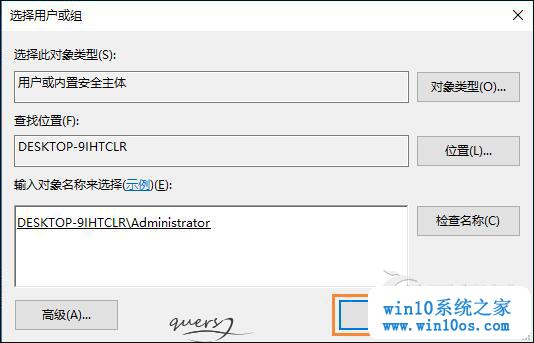 选择用户或组
选择此对象类型(S):
用户或内置安全主体
对象类型(O)...
查找位置(F):
DESKTOP-9IHTCLR
位置(L)...
输入对象名称来选择(示例)(E):
DESKTOP-9IHTCLR\Administrator
检查名称(C)
高级(A)...
win10系统之家
www.win10os.com